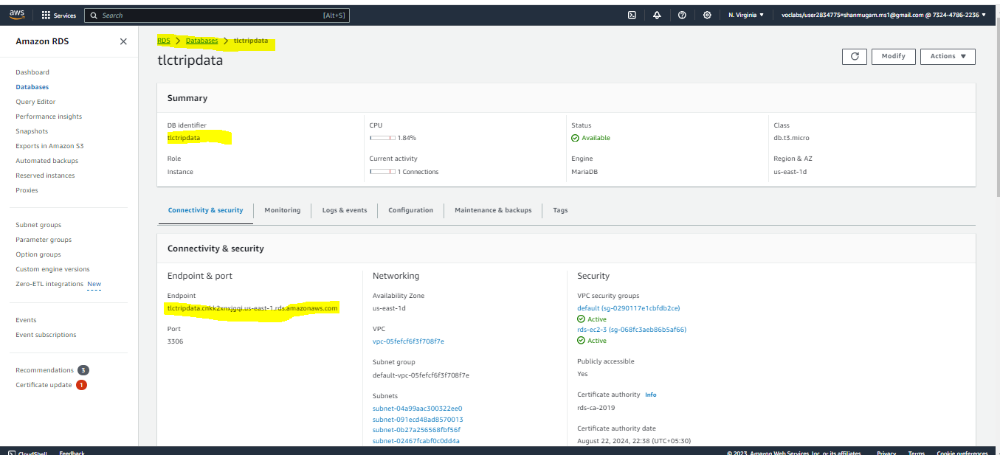 aws Services Search [Alt+S] N. Virginia voclabs/user2834775=shanmugam.ms1@gmail.com @ 7324-4786-2236
Amazon RDS
Dashboard
Databases
Query Editor
Performance insights
Snapshots
Exports in Amazon S3
Automated backups
Reserved instances
Proxies
Subnet groups
Parameter groups
Option groups
Custom engine versions
Zero-ETL integrations New
Events
Event subscriptions
Recommendations 3
Certificate update 1
RDS > Databases > tlctripdata
tlctripdata
Modify
Actions
Summary
DB identifier
tlctripdata
CPU
1.84%
Status
Available
Class
db.t3.micro
Role
Instance
Current activity
1 Connections
Engine
MariaDB
Region & AZ
us-east-1d
Connectivity & security Monitoring Logs & events Configuration Maintenance & backups Tags
Connectivity & security
Endpoint & port
Endpoint
tlctripdata.cnkk2xnxjgqi.us-east-1.rds.amazonaws.com
Port
3306
Networking
Availability Zone
us-east-1d
VPC
vpc-05fefcf6f3f708f7e
Subnet group
default-vpc-05fefcf6f3f708f7e
Subnets
subnet-04a99aac300322ee0
subnet-091ecd48ad8570013
subnet-0b27a256568fbf56f
subnet-02467fcabf0c0dd4a
Security
VPC security groups
default (sg-0290117e1cbfdb2ce)
Active
rds-ec2-3 (sg-068fc3aeb86b5af66)
Active
Publicly accessible
Yes
Certificate authority Info
rds-ca-2019
Certificate authority date
August 22, 2024, 22:38 (UTC+05:30)
CloudShell Feedback © 2023, Amazon Web Services, Inc. or its affiliates. Privacy Terms Cookie preferences